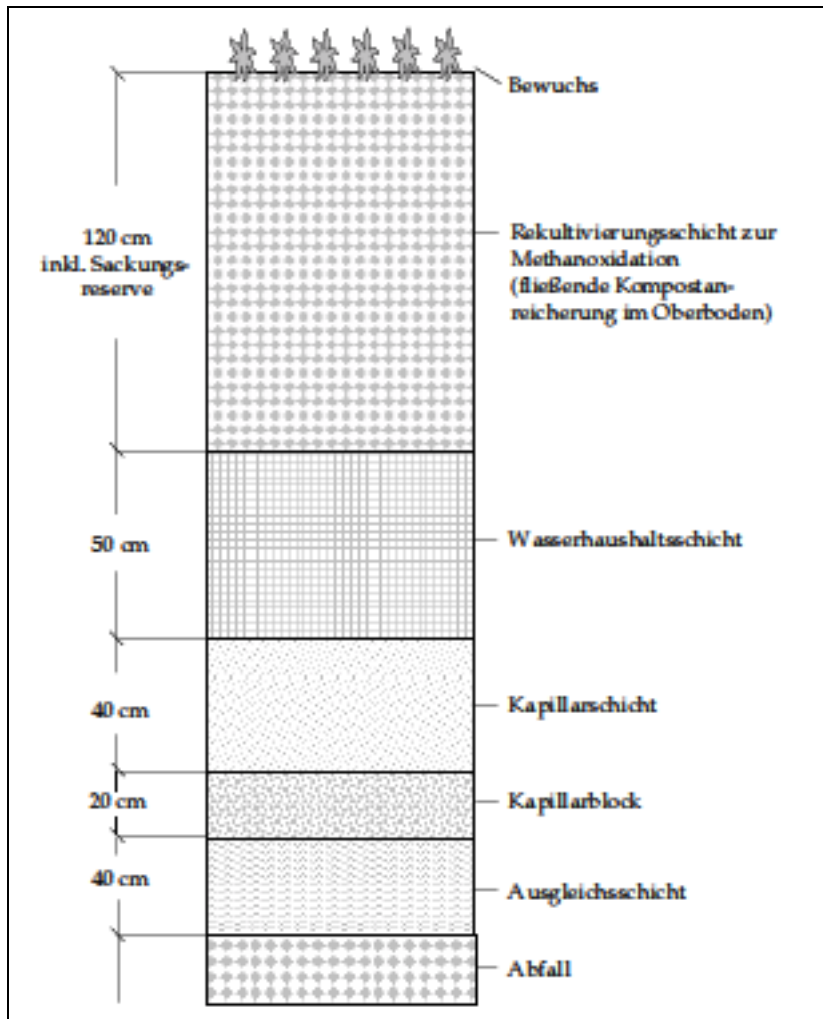 Bewuchs
120 cm
inkl. Sackungs-
reserve
Rekultivierungsschicht zur
Methanoxidation
(fließende Kompostan-
reicherung im Oberboden)
50 cm
Wasserhaushaltsschicht
40 cm
Kapillarschicht
20 cm
Kapillarblock
40 cm
Ausgleichsschicht
Abfall